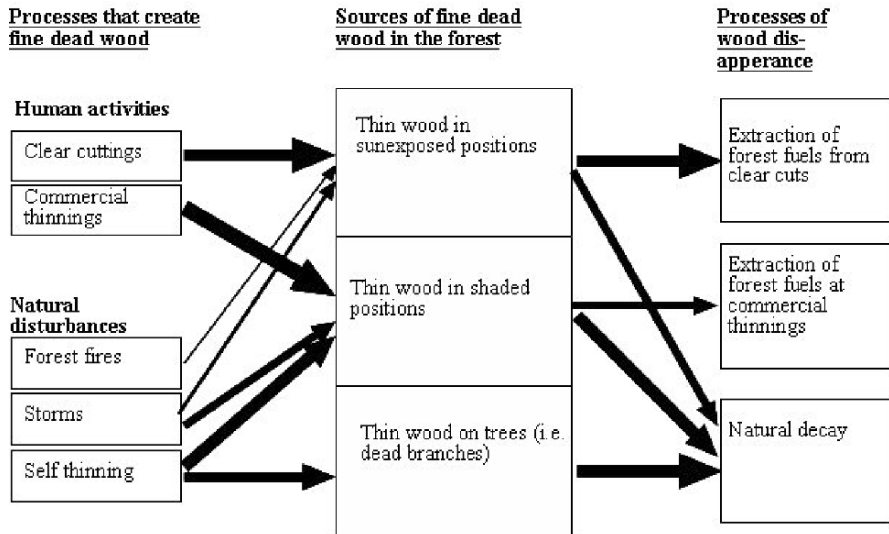 Processes that create
fine dead wood
Sources of fine dead
wood in the forest
Processes of
wood dis-
apperance
Human activities
Clear cuttings
Commercial
thinnings
Natural
disturbances
Forest fires
Storms
Self thinning
Thin wood in
sunexposed positions
Thin wood in shaded
positions
Thin wood on trees (i.e.
dead branches)
Extraction of
forest fuels from
clear cuts
Extraction of
forest fuels at
commercial
thinnings
Natural decay